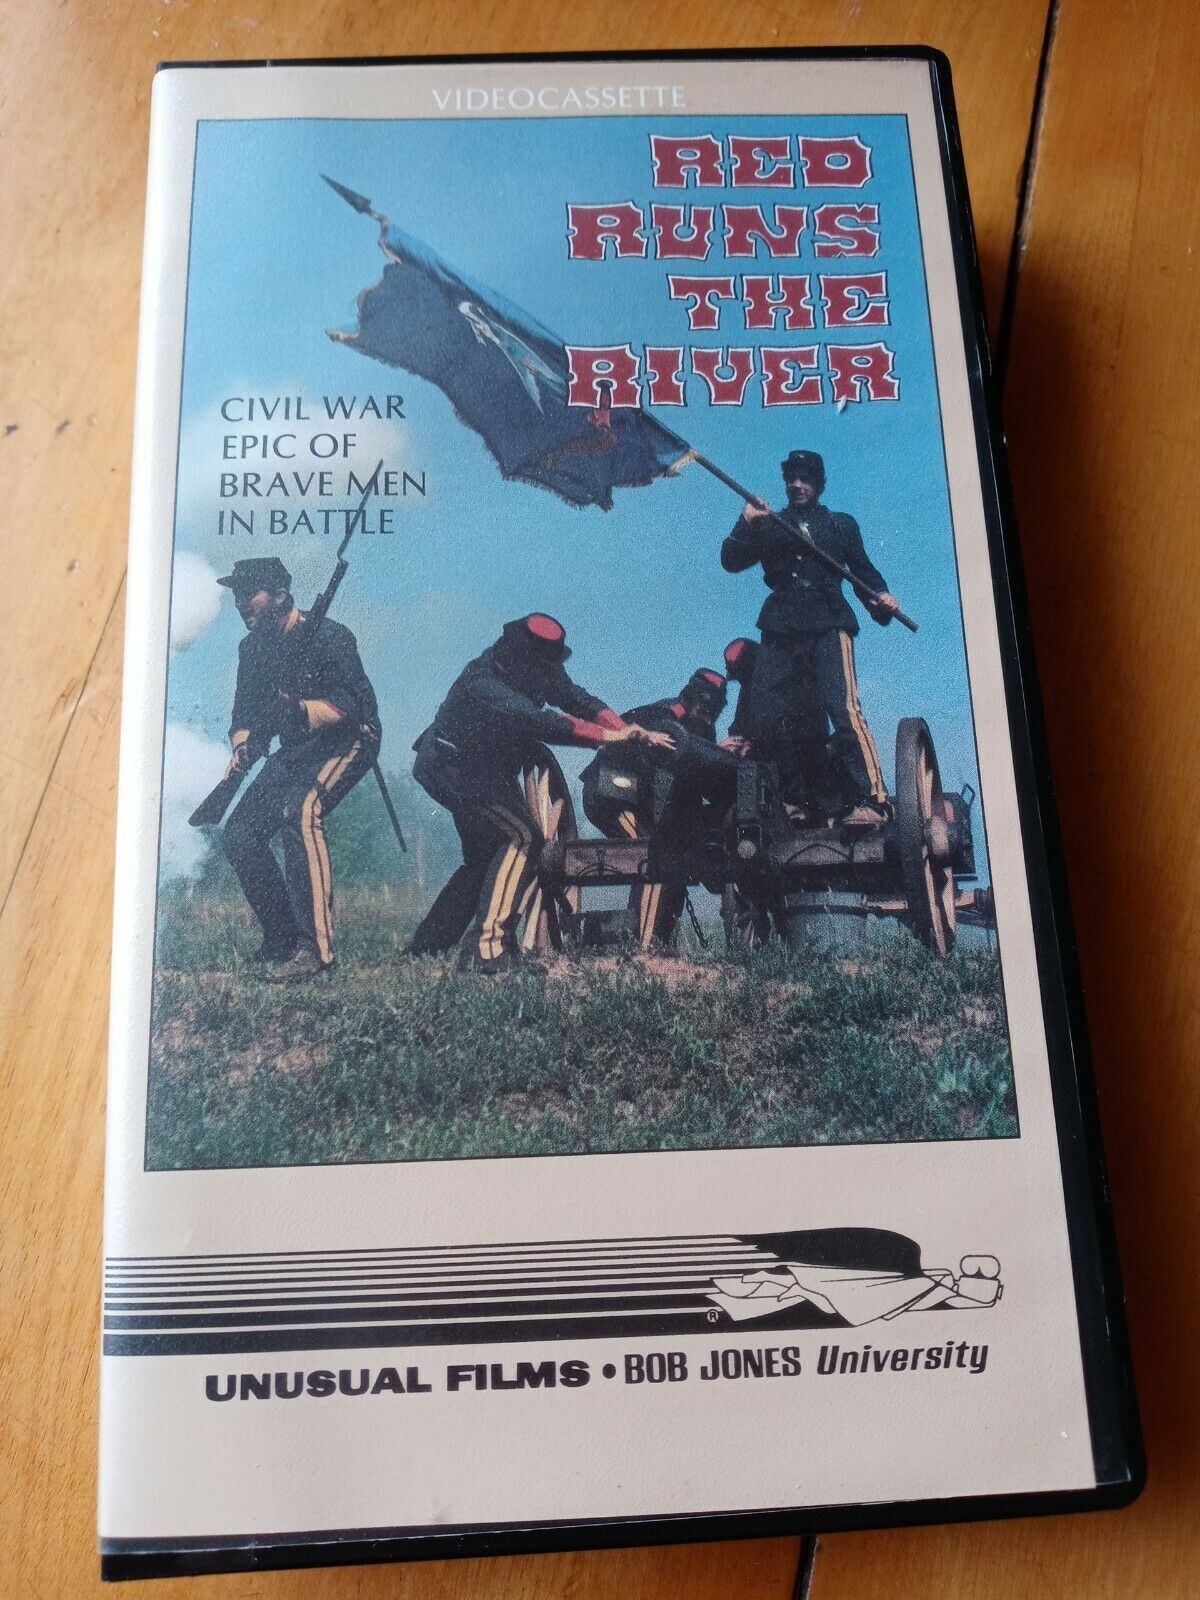 VIDEOCASSETTE
RED
RUNS
THE
RIVER
CIVIL WAR
EPIC OF
BRAVE MEN
IN BATTLE
®
UNUSUAL FILMS • BOB JONES University